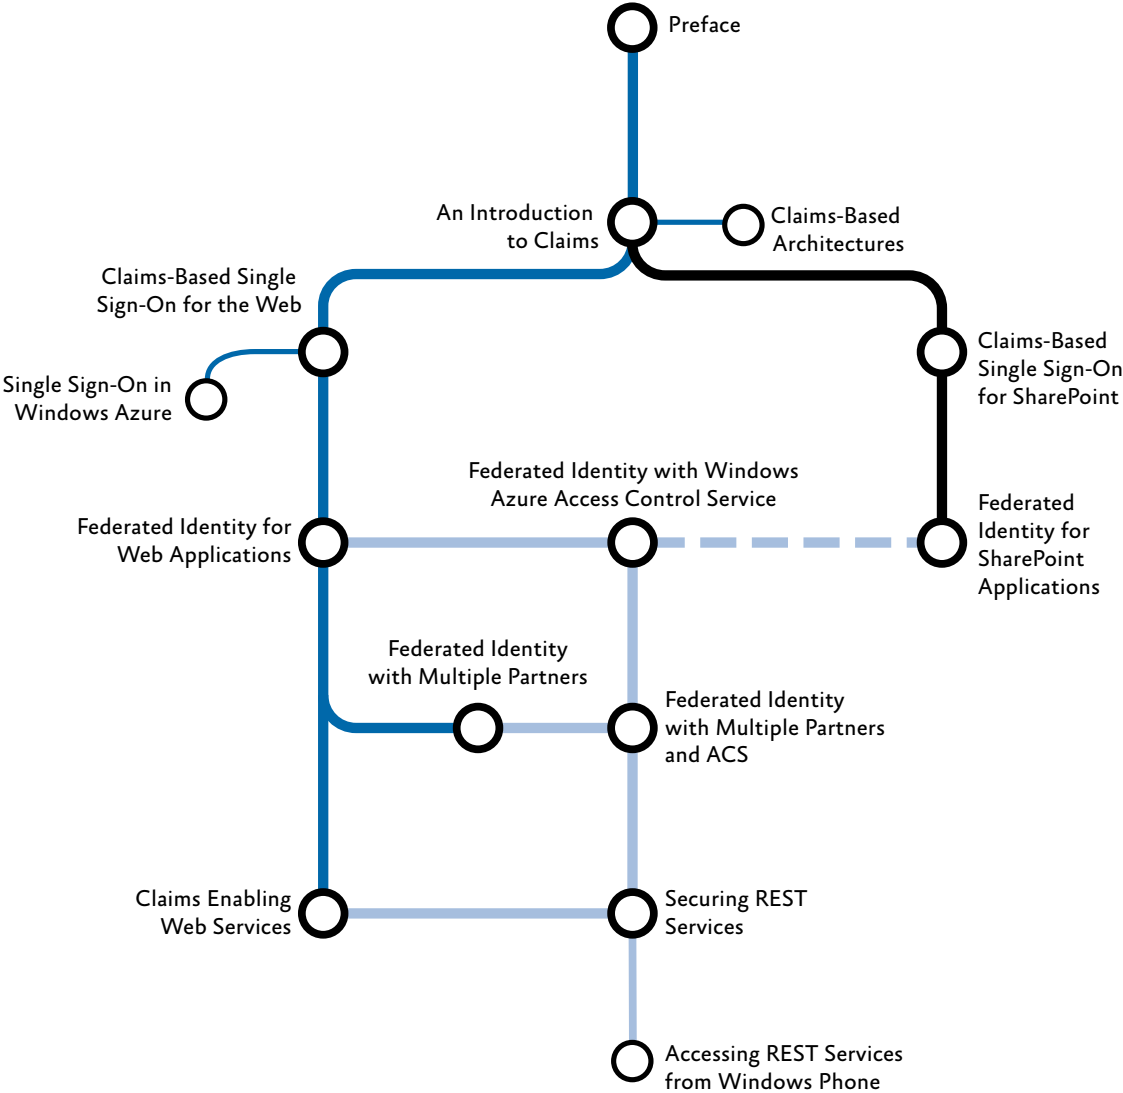 Preface
An Introduction
to Claims
Claims-Based
Architectures
Claims-Based Single
Sign-On for the Web
Single Sign-On in
Windows Azure
Claims-Based
Single Sign-On
for SharePoint
Federated Identity with Windows
Azure Access Control Service
Federated Identity for
Web Applications
Federated
Identity for
SharePoint
Applications
Federated Identity
with Multiple Partners
Federated Identity
with Multiple Partners
and ACS
Claims Enabling
Web Services
Securing REST
Services
Accessing REST Services
from Windows Phone